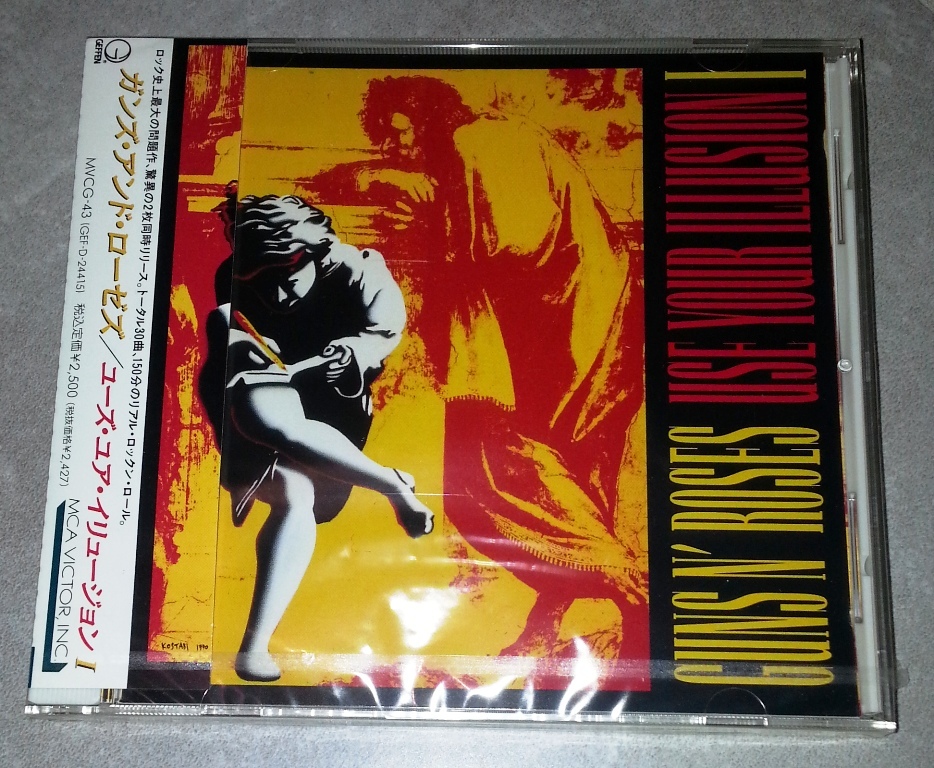 GEFFEN
ロック史上最大の問題作、驚異の2枚同時リリース。トータル30曲、150分のリアル・ロックン・ロール。
ガンズ・アンド・ローゼズ/ユーズ・ユア・イリュージョン I
MVCG-43 (GEF-D-24415) 税込定価¥2,500 (税抜価格¥2,427)
MCA VICTOR, INC.
KOSTABI 1990
GUNS N' ROSES USE YOUR ILLUSION I